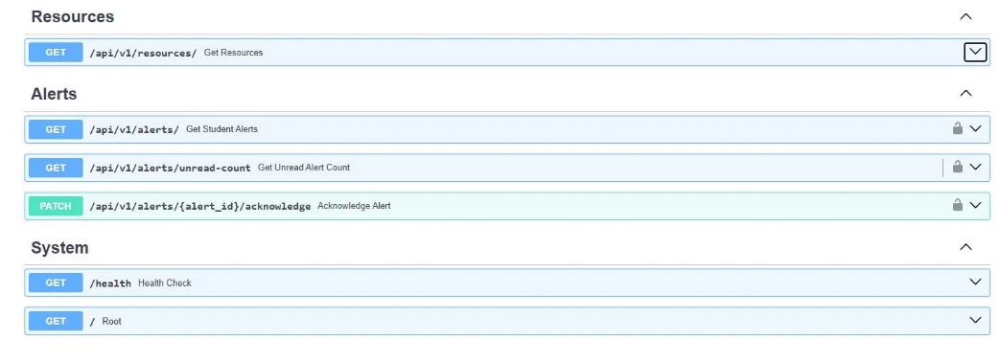 Resources
GET /api/v1/resources/ Get Resources
Alerts
GET /api/v1/alerts/ Get Student Alerts
GET /api/v1/alerts/unread-count Get Unread Alert Count
PATCH /api/v1/alerts/{alert_id}/acknowledge Acknowledge Alert
System
GET /health Health Check
GET / Root